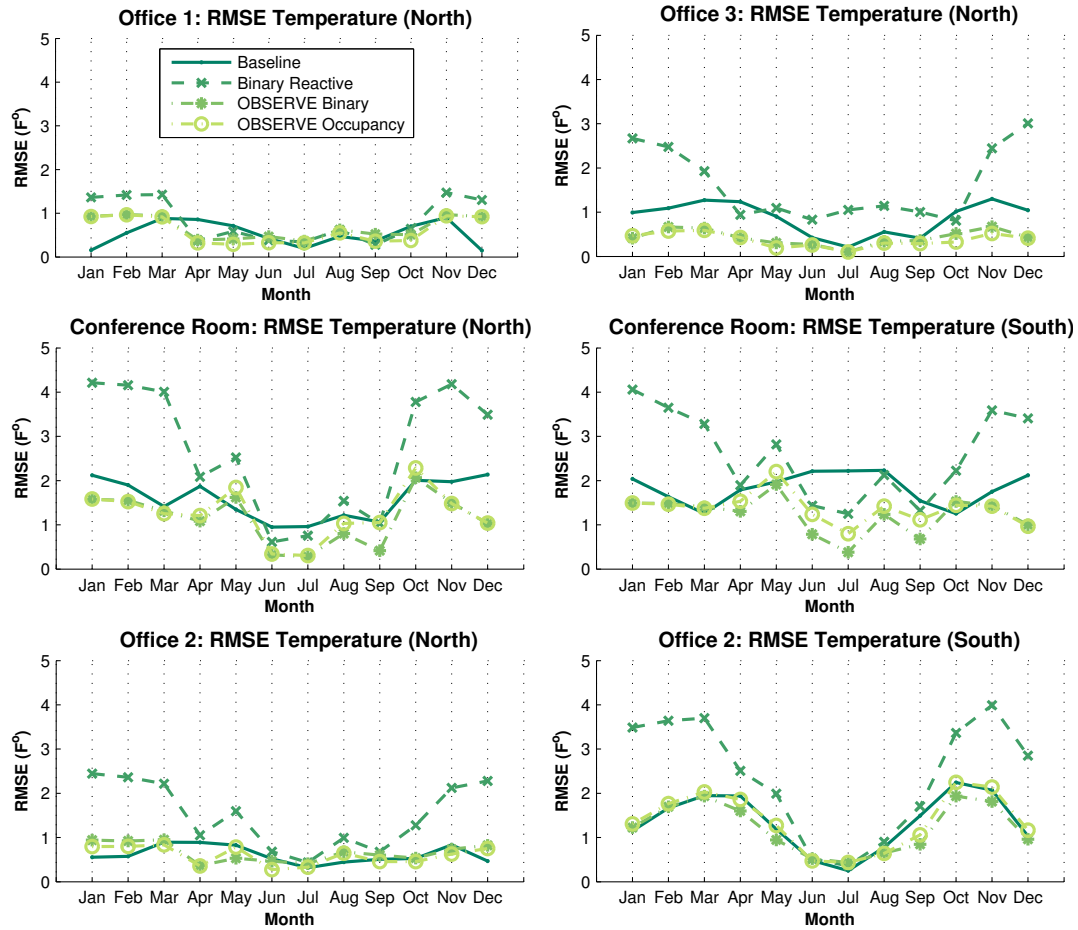 Office 1: RMSE Temperature (North)
5
4
3
2
1
0
RMSE (F°)
Baseline
Binary Reactive
OBSERVE Binary
OBSERVE Occupancy
Jan Feb Mar Apr May Jun Jul Aug Sep Oct Nov Dec
Month
Office 3: RMSE Temperature (North)
5
4
3
2
1
0
RMSE (F°)
Jan Feb Mar Apr May Jun Jul Aug Sep Oct Nov Dec
Month
Conference Room: RMSE Temperature (North)
5
4
3
2
1
0
RMSE (F°)
Jan Feb Mar Apr May Jun Jul Aug Sep Oct Nov Dec
Month
Conference Room: RMSE Temperature (South)
5
4
3
2
1
0
RMSE (F°)
Jan Feb Mar Apr May Jun Jul Aug Sep Oct Nov Dec
Month
Office 2: RMSE Temperature (North)
5
4
3
2
1
0
RMSE (F°)
Jan Feb Mar Apr May Jun Jul Aug Sep Oct Nov Dec
Month
Office 2: RMSE Temperature (South)
5
4
3
2
1
0
RMSE (F°)
Jan Feb Mar Apr May Jun Jul Aug Sep Oct Nov Dec
Month